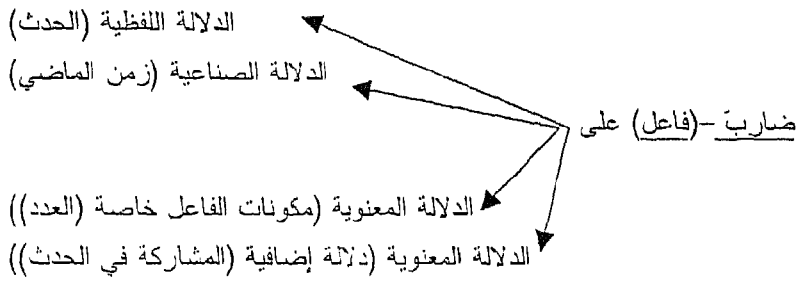 الدلالة اللفظية (الحدث)
الدلالة الصناعية (زمن الماضي)
ضاربّ -(فاعل) على
الدلالة المعنوية (مكونات الفاعل خاصة (العدد))
الدلالة المعنوية (دلالة إضافية (المشاركة في الحدث))